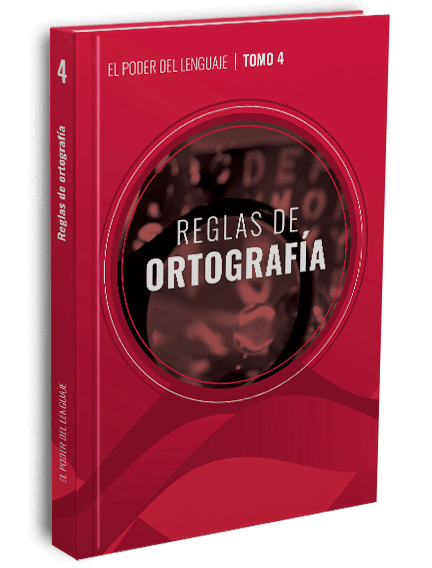 4
Reglas de ortografía
EL PODER DEL LENGUAJE
EL PODER DEL LENGUAJE | TOMO 4
REGLAS DE
ORTOGRAFÍA